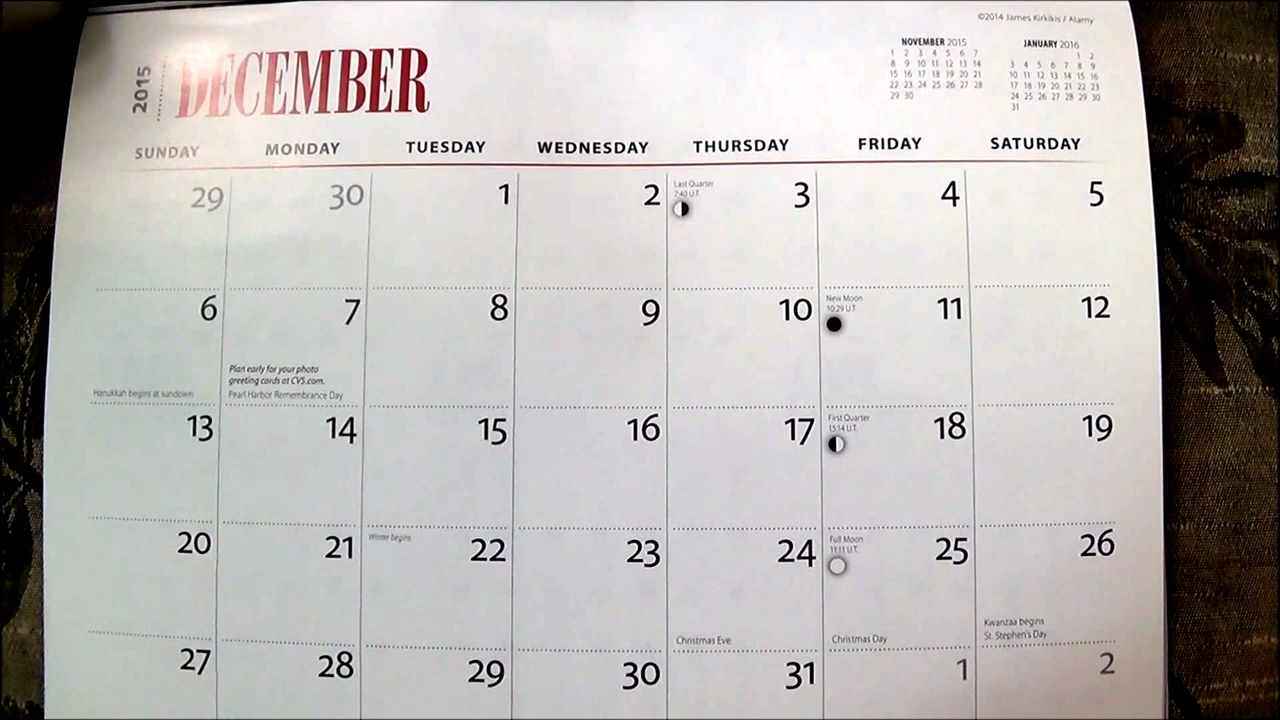 ©2014 James Kirkikis / Alamy
2015
DECEMBER
NOVEMBER 2015
1 2 3 4 5 6 7
8 9 10 11 12 13 14
15 16 17 18 19 20 21
22 23 24 25 26 27 28
29 30
JANUARY 2016
1 2
3 4 5 6 7 8 9
10 11 12 13 14 15 16
17 18 19 20 21 22 23
24 25 26 27 28 29 30
31
SUNDAY MONDAY TUESDAY WEDNESDAY THURSDAY FRIDAY SATURDAY
29 30 1 2 3 4 5
Last Quarter
7:40 U.T.
6 7 8 9 10 11 12
New Moon
10:29 U.T.
Plan early for your photo
greeting cards at CVS.com.
Hanukkah begins at sundown
Pearl Harbor Remembrance Day
13 14 15 16 17 18 19
First Quarter
15:14 U.T.
20 21 22 23 24 25 26
Winter begins
Full Moon
11:11 U.T.
Christmas Eve
Christmas Day
Kwanzaa begins
St. Stephen's Day
27 28 29 30 31 1 2